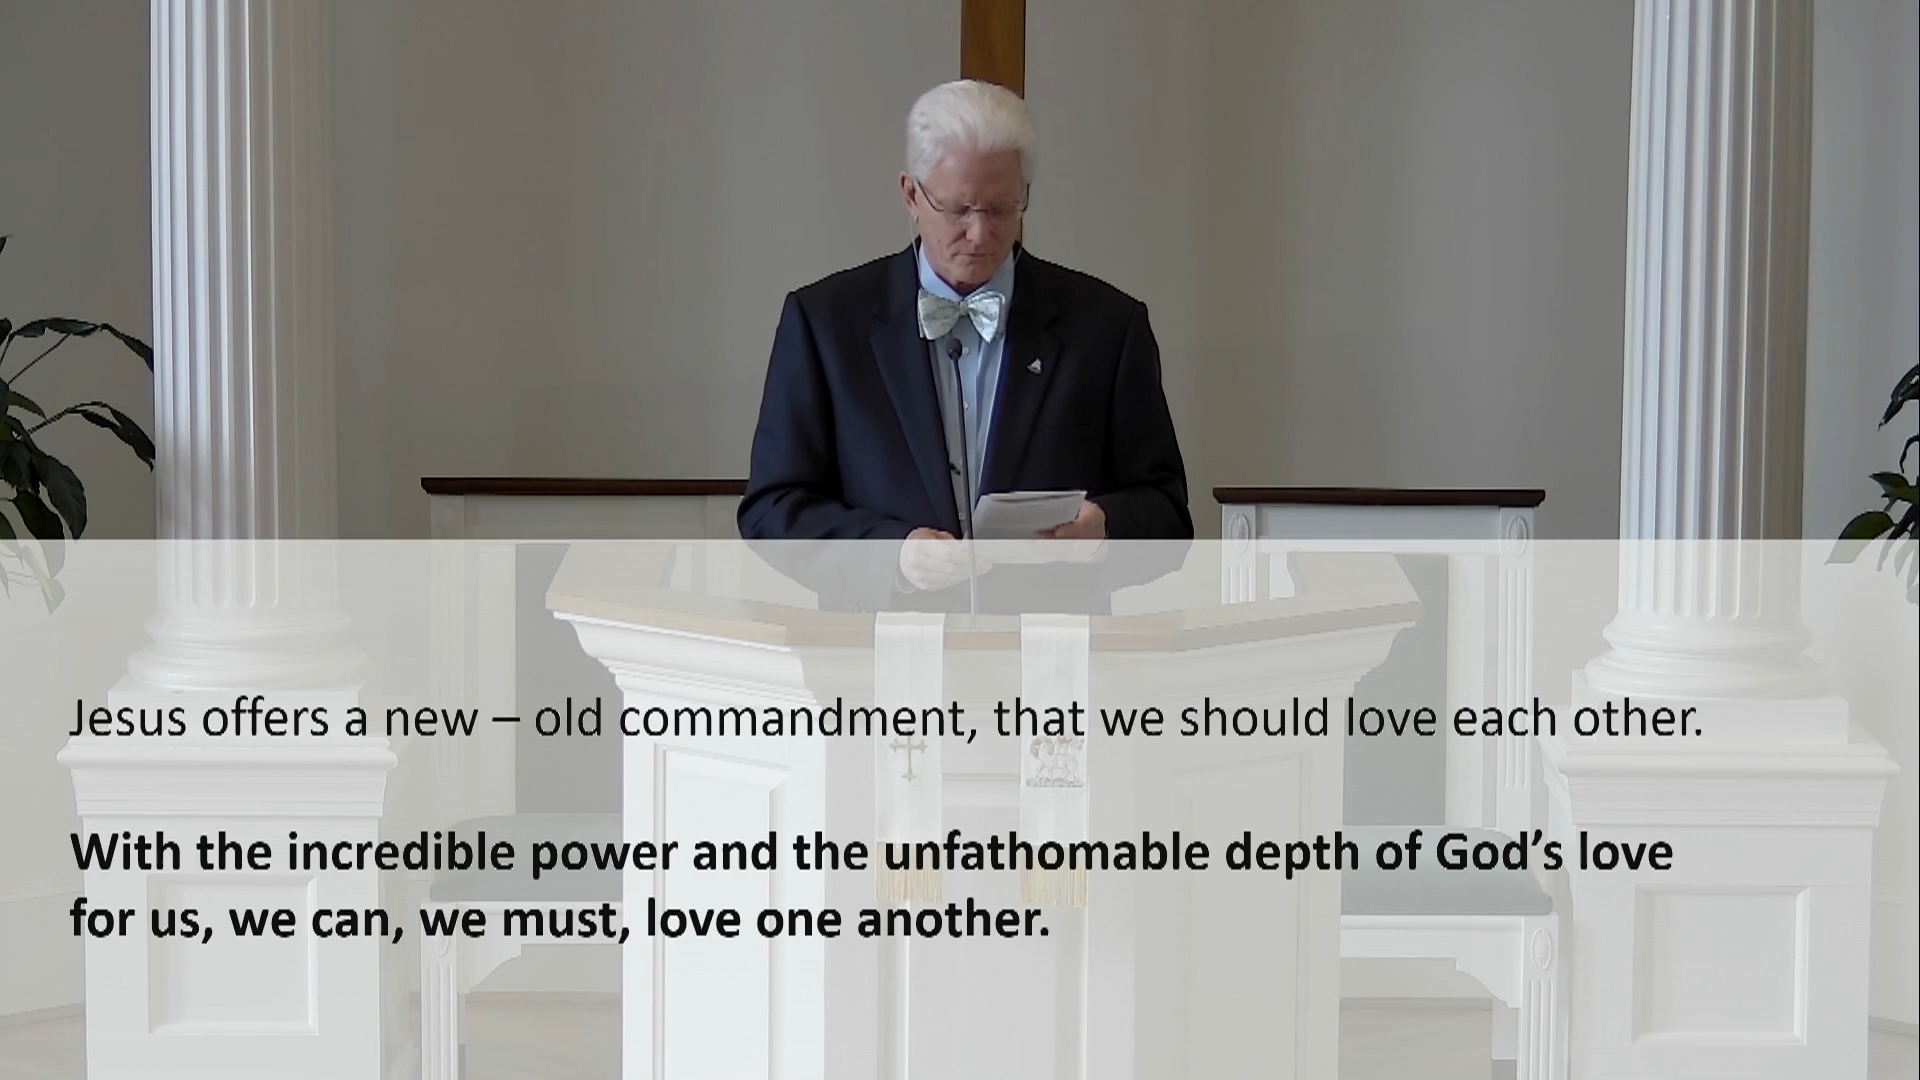 Jesus offers a new – old commandment, that we should love each other.
With the incredible power and the unfathomable depth of God’s love
for us, we can, we must, love one another.